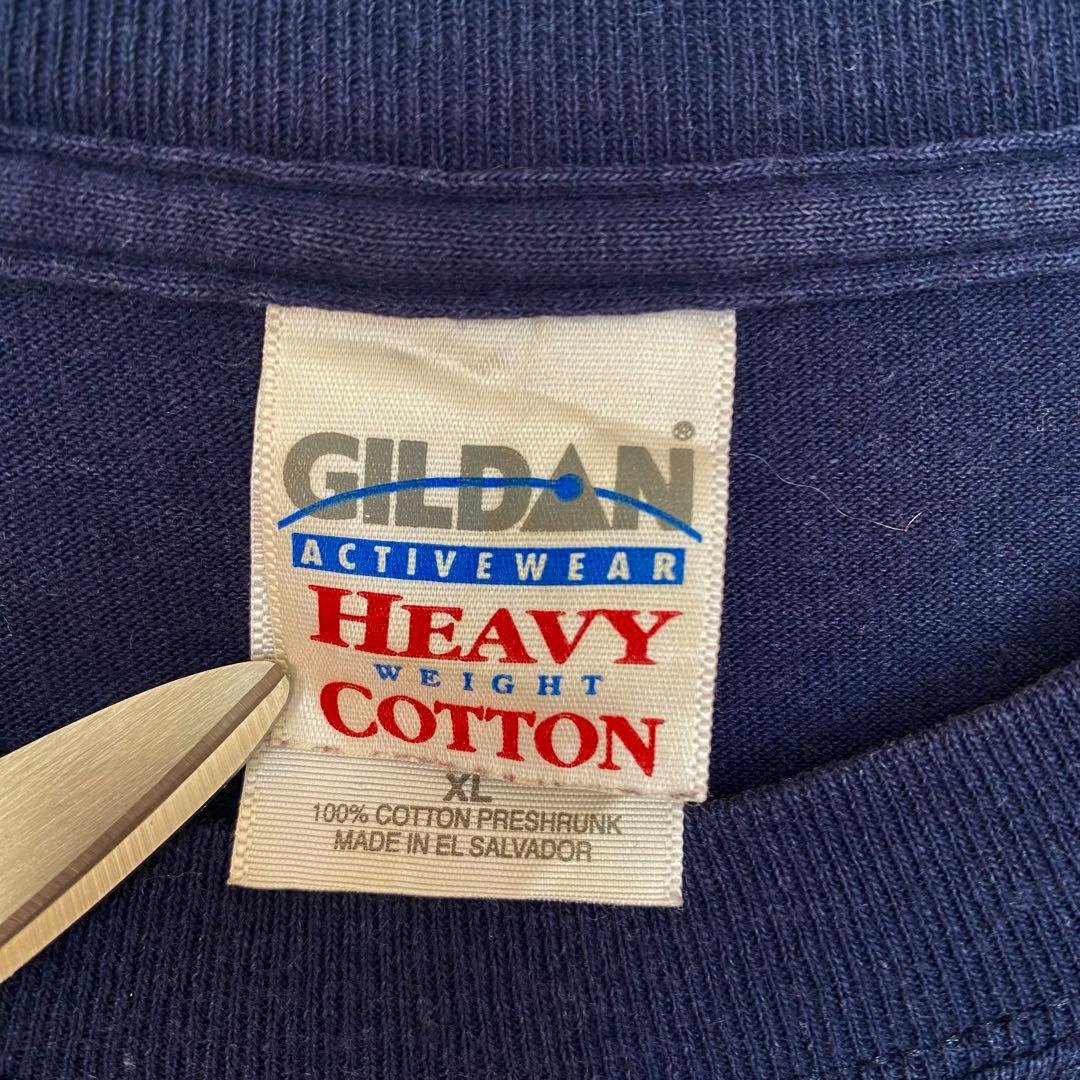 GILDAN®
ACTIVEWEAR
HEAVY
WEIGHT
COTTON
XL
100% COTTON PRESHRUNK
MADE IN EL SALVADOR